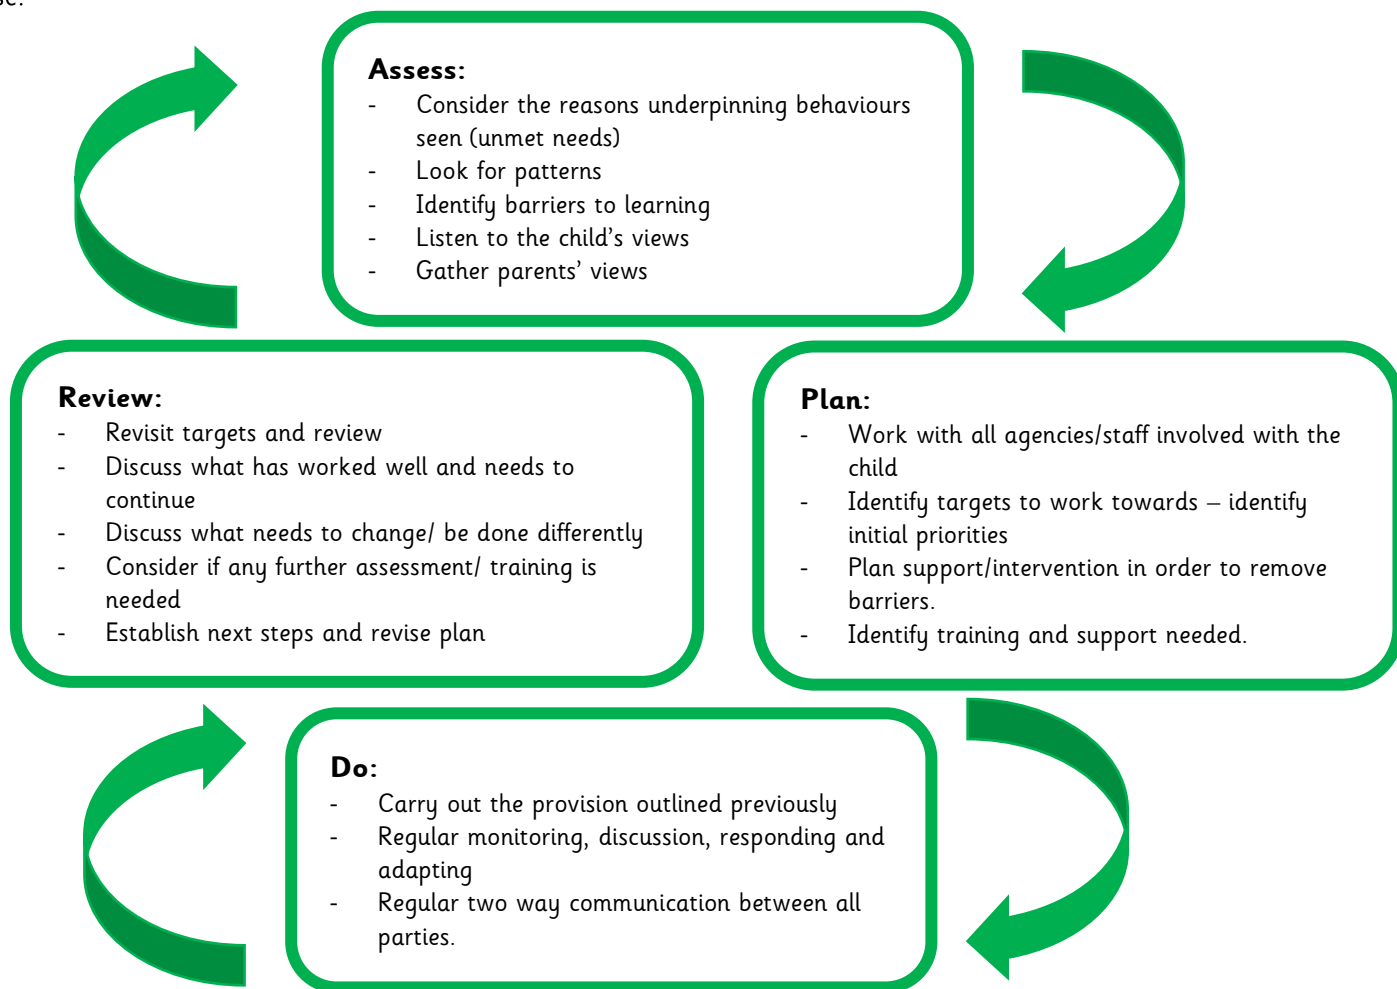 se:
Assess:
- Consider the reasons underpinning behaviours
seen (unmet needs)
- Look for patterns
- Identify barriers to learning
- Listen to the child’s views
- Gather parents’ views
Review:
- Revisit targets and review
- Discuss what has worked well and needs to
continue
- Discuss what needs to change/ be done differently
- Consider if any further assessment/ training is
needed
- Establish next steps and revise plan
Plan:
- Work with all agencies/staff involved with the
child
- Identify targets to work towards – identify
initial priorities
- Plan support/intervention in order to remove
barriers.
- Identify training and support needed.
Do:
- Carry out the provision outlined previously
- Regular monitoring, discussion, responding and
adapting
- Regular two way communication between all
parties.